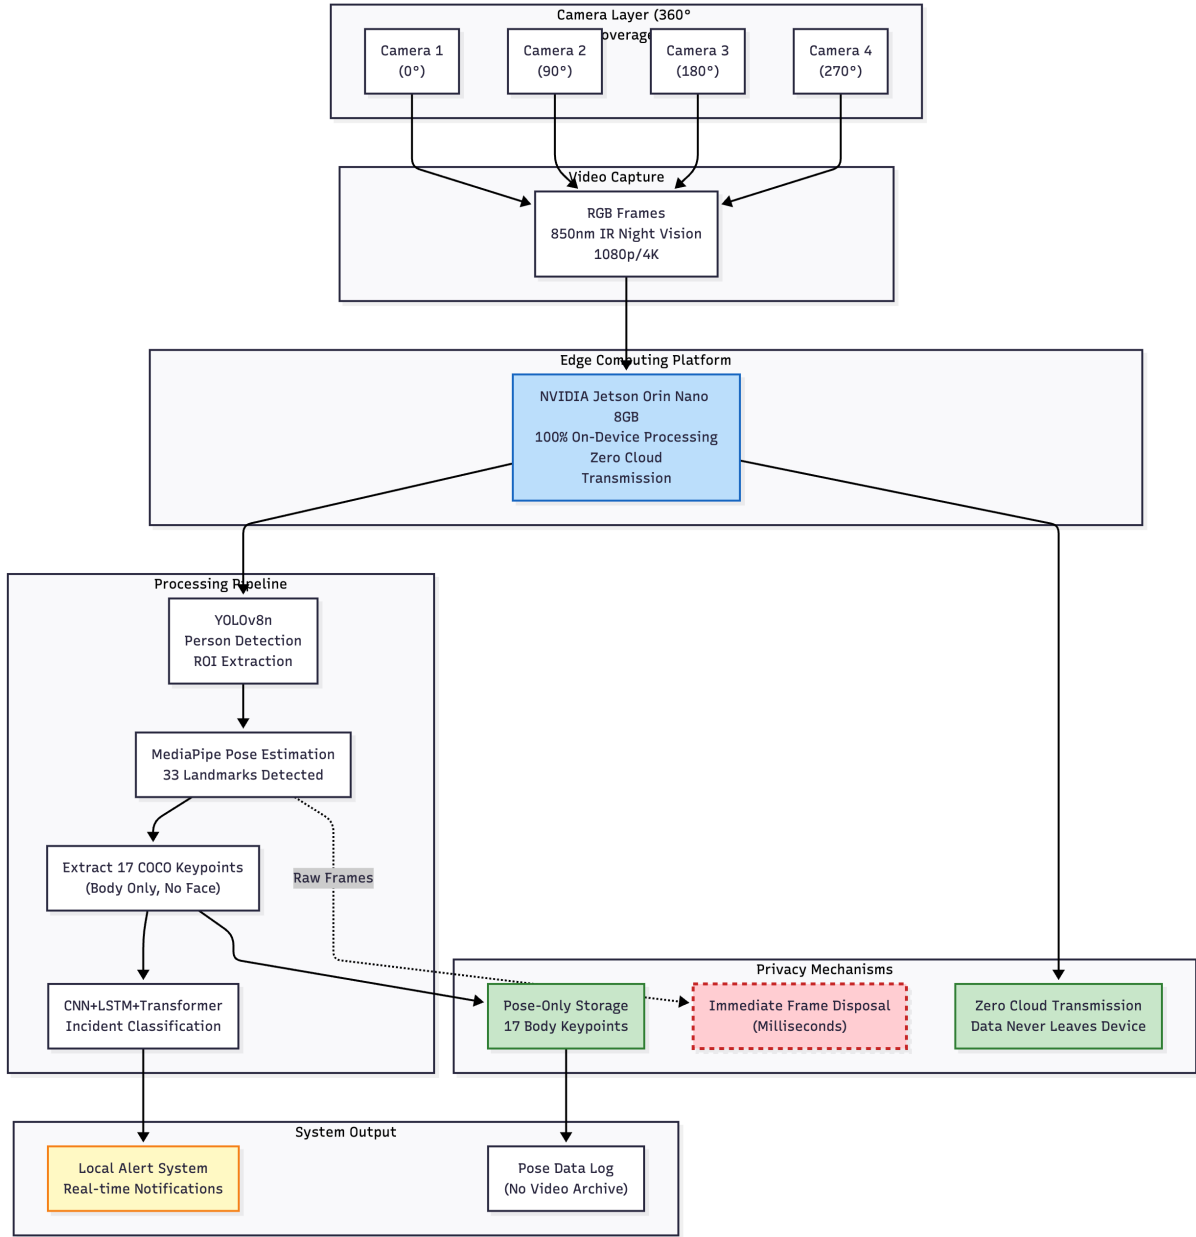 Camera Layer (360°
overage
Camera 1
(0°)
Camera 2
(90°)
Camera 3
(180°)
Camera 4
(270°)
Video Capture
RGB Frames
850nm IR Night Vision
1080p/4K
Edge Computing Platform
NVIDIA Jetson Orin Nano
8GB
100% On-Device Processing
Zero Cloud
Transmission
Processing Pipeline
YOLOv8n
Person Detection
ROI Extraction
MediaPipe Pose Estimation
33 Landmarks Detected
Extract 17 COCO Keypoints
(Body Only, No Face)
Raw Frames
CNN+LSTM+Transformer
Incident Classification
Privacy Mechanisms
Pose-Only Storage
17 Body Keypoints
Immediate Frame Disposal
(Milliseconds)
Zero Cloud Transmission
Data Never Leaves Device
System Output
Local Alert System
Real-time Notifications
Pose Data Log
(No Video Archive)